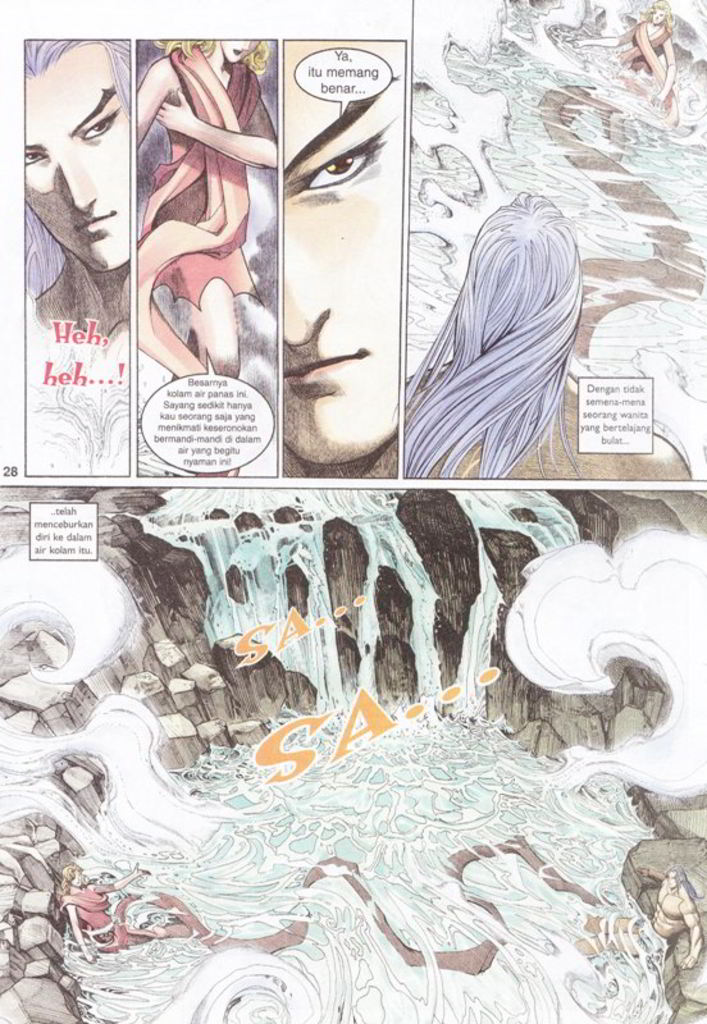 Heh,
heh...!
Besarnya
kolam air panas ini.
Sayang sedikit hanya
kau seorang saja yang
menikmati keseronokan
bermandi-mandi di dalam
air yang begitu
nyaman ini!
Ya,
itu memang
benar...
Dengan tidak
semena-mena
seorang wanita
yang bertelajang
bulat...
28
..telah
menceburkan
diri ke dalam
air kolam itu.
SA...
SA...